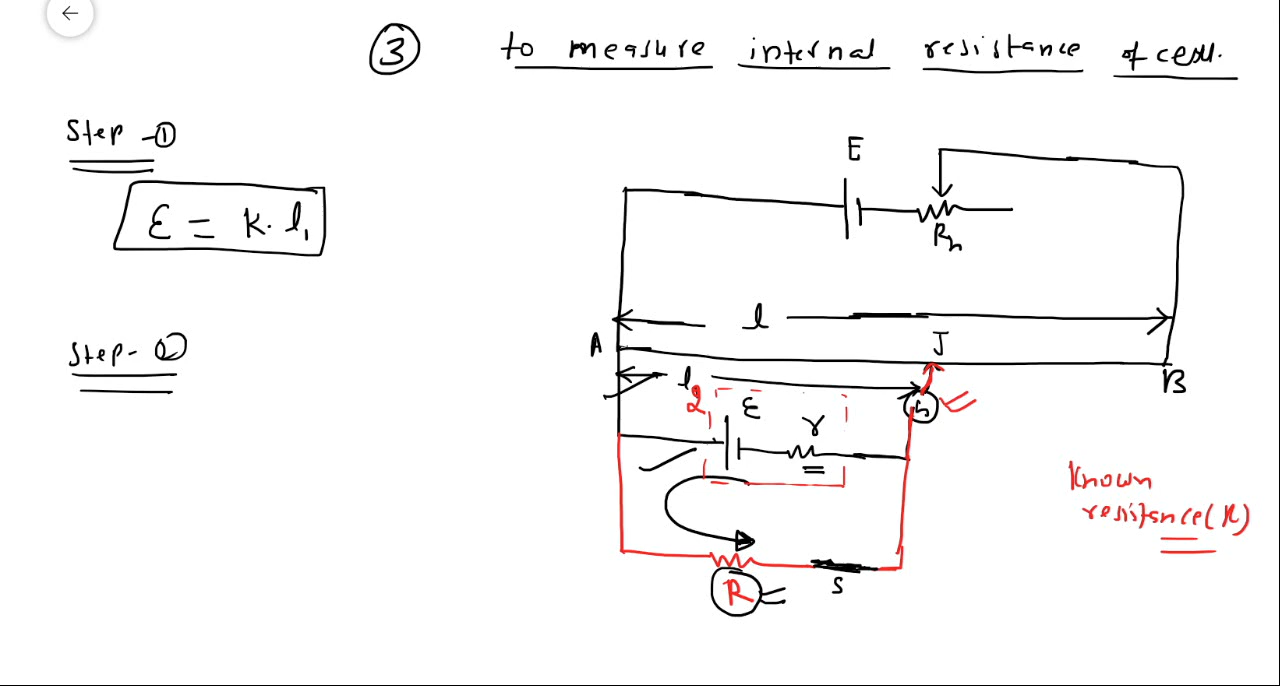 ③ to measure internal resistance of cell.
Step -①
Ɛ = K. l₁
E
Rh
l
A
J
B
Step- ②
l₂
Ɛ
r
G
Known
resistance(R)
R
S